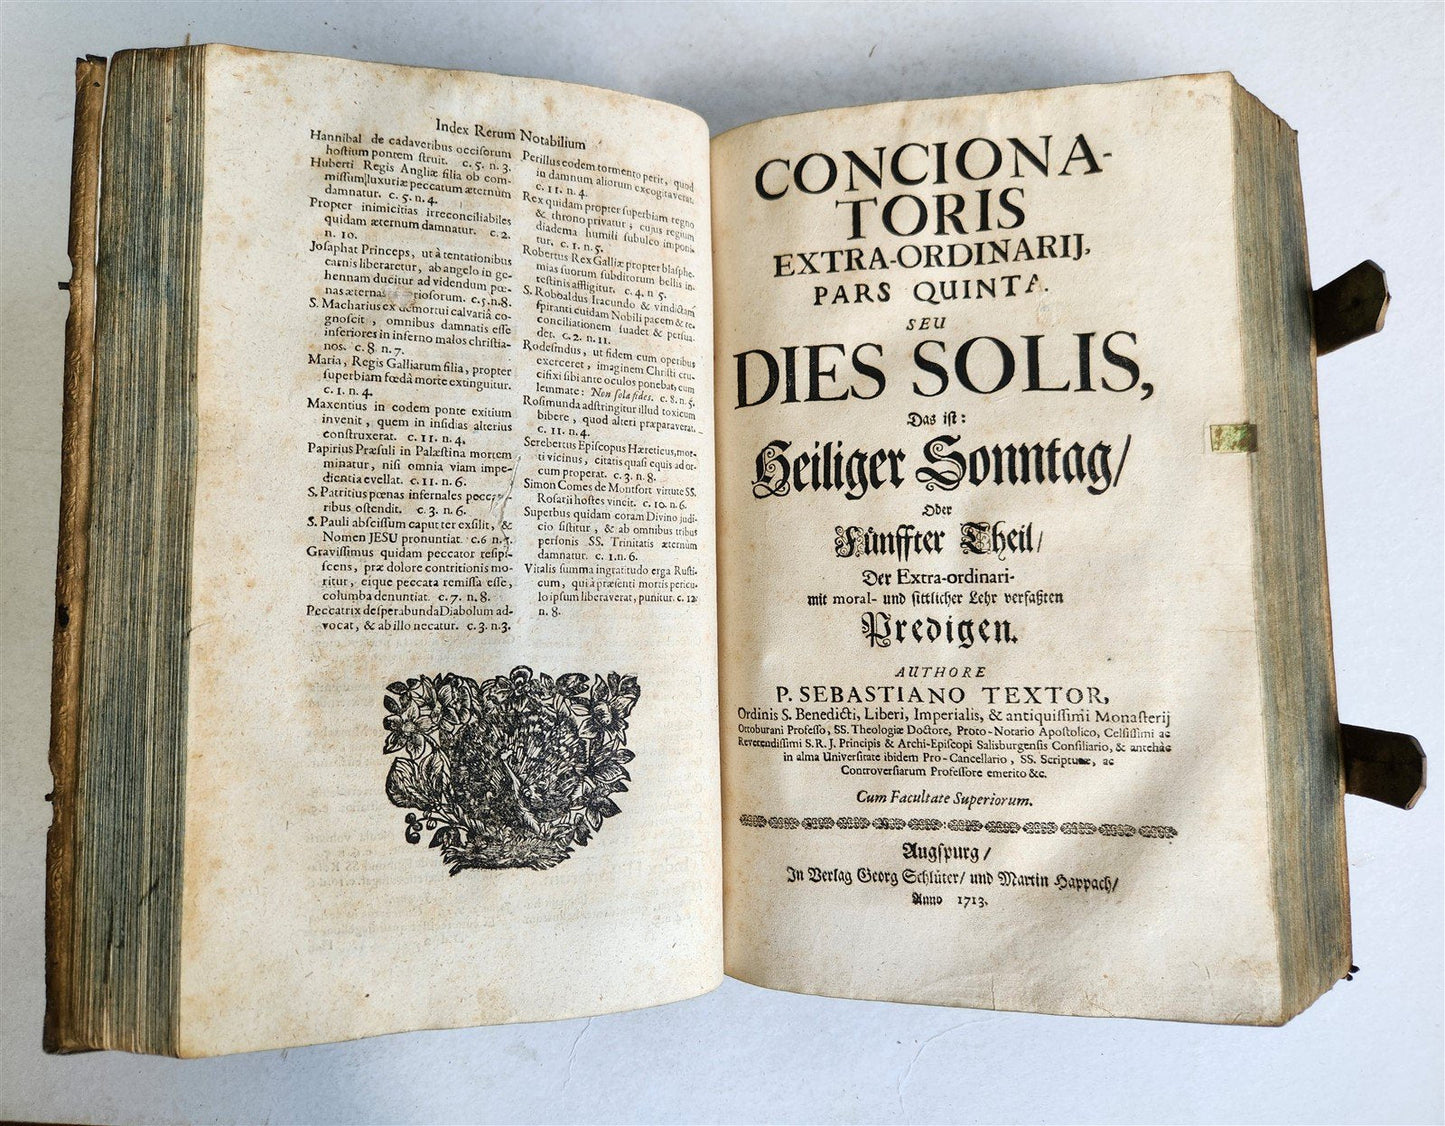 Index Rerum Notabilium
Hannibal de cadaveribus occiſorum
hoſtium pontem ſtruit. c. 5. n. 3.
Huberti Regis Angliæ filia ob com-
miſſum luxuriæ peccatum æternùm
damnatur. c. 5. n. 4.
Propter inimicitias irreconciliabiles
quidam æternum damnatur. c. 2.
n. 10.
Joſaphat Princeps, ut à tentationibus
carnis liberaretur, ab angelo in ge-
hennam ducitur ad videndum pœ-
nas æternas c. 5. n. 8.
S. Macharius ex demortui calvariâ co-
gnoſcit, omnibus damnatis eſſe
inferiores in inferno malos chriſtia-
nos. c. 8 n. 7.
Maria, Regis Galliarum filia, propter
ſuperbiam fœdâ morte extinguitur.
c. 1. n. 4.
Maxentius in eodem ponte exitium
invenit, quem in inſidias alterius
conſtruxerat. c. 11. n. 4.
Papirius Præſuli in Palæſtina mortem
minatur, niſi omnia viam impe-
dientia evellat. c. 11. n. 6.
S. Patritius pœnas infernales
ribus oſtendit. c. 3. n. 6.
S. Pauli abſciſſum caput ter exſilit, &
Nomen JESU pronuntiat. c. 6 n. 3.
Graviſſimus quidam peccator reſipi-
ſcens, præ dolore contritionis mo-
ritur, eique peccata remiſſa eſſe,
columba denuntiat. c. 7. n. 8.
Peccatrix deſperabunda Diabolum ad-
vocat, & ab illo necatur. c. 3. n. 3.
Perillus eodem tormento perit, quod
in damnum aliorum excogitaverat.
c. 11. n. 4.
Rex quidam propter ſuperbiam regno
& throno privatur; cujus regium
diadema humili ſubulco imponi-
tur. c. 1. n. 5.
Robertus Rex Galliæ propter blaſphe-
mias ſuorum ſubditorum bellis in-
teſtinis affligitur. c. 4. n 5.
S. Roboaldus Iracundo & vindictam
ſpiranti cuidam Nobili pacem & re-
conciliationem ſuadet & perſua-
det. c. 2. n. 11.
Rodeſindus, ut fidem cum operibus
exerceret, imaginem Chriſti cru-
cifixi ſibi ante oculos ponebat, cum
lemmate: Non ſola fides. c. 8. n. 5.
Roſimunda adſtringitur illud toxicum
bibere, quod alteri præparaverat.
c. 11. n. 4.
Serebertus Epiſcopus Hæreticus, mor-
ti vicinus, citatis quaſi equis ad or-
cum properat. c. 3. n. 8.
Simon Comes de Montfort virtute SS.
Roſarii hoſtes vincit. c. 10. n. 6.
Superbus quidam coram Divino judi-
cio ſiſtitur, & ab omnibus tribus
perſonis SS. Trinitatis æternùm
damnatur. c. 1. n. 6.
Vitalis ſumma ingratitudo erga Ruſti-
cum, qui à præſenti mortis pericu-
lo ipſum liberaverat, punitur. c. 12.
n. 8.
CONCIONA-
TORIS
EXTRA-ORDINARIJ,
PARS QUINTA.
SEU
DIES SOLIS,
Das iſt:
Heiliger Sonntag/
Oder
Fünffter Theil/
Der Extra-ordinari-
mit moral- und ſittlicher Lehr verfaßten
Predigen.
AUTHORE
P. SEBASTIANO TEXTOR,
Ordinis S. Benedicti, Liberi, Imperialis, & antiquiſſimi Monaſterij
Ottoburani Profeſſo, SS. Theologiæ Doctore, Proto-Notario Apoſtolico, Celſiſſimi ac
Reverendiſſimi S. R. J. Principis & Archi-Epiſcopi Salisburgenſis Conſiliario, & antehàc
in alma Univerſitate ibidem Pro-Cancellario, SS. Scripturæ, ac
Controverſiarum Profeſſore emerito &c.
Cum Facultate Superiorum.
Augſpurg/
In Verlag Georg Schlüter/ und Martin Happach/
Anno 1713.